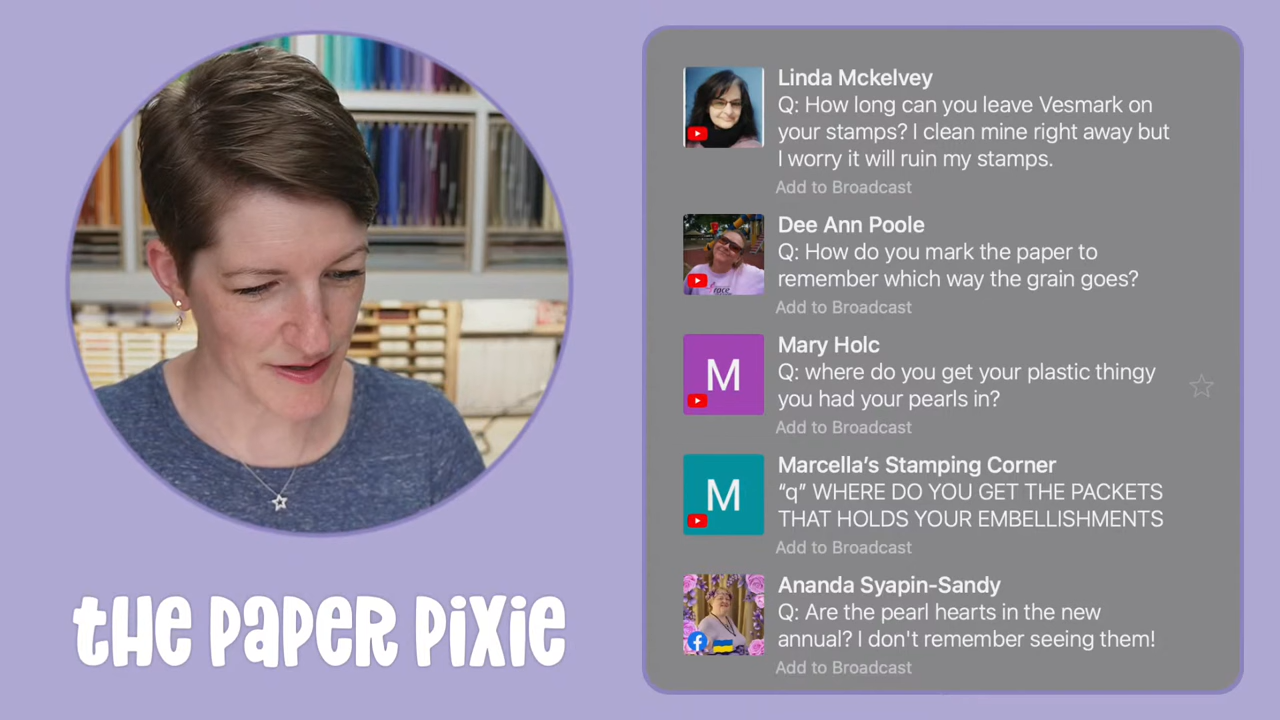 Linda Mckelvey
Q: How long can you leave Vesmark on
your stamps? I clean mine right away but
I worry it will ruin my stamps.
Add to Broadcast
Dee Ann Poole
Q: How do you mark the paper to
remember which way the grain goes?
Add to Broadcast
M
Mary Holc
Q: where do you get your plastic thingy
you had your pearls in?
Add to Broadcast
M
Marcella’s Stamping Corner
“q” WHERE DO YOU GET THE PACKETS
THAT HOLDS YOUR EMBELLISHMENTS
Add to Broadcast
Ananda Syapin-Sandy
Q: Are the pearl hearts in the new
annual? I don't remember seeing them!
Add to Broadcast
tHe PaPeR PiXie